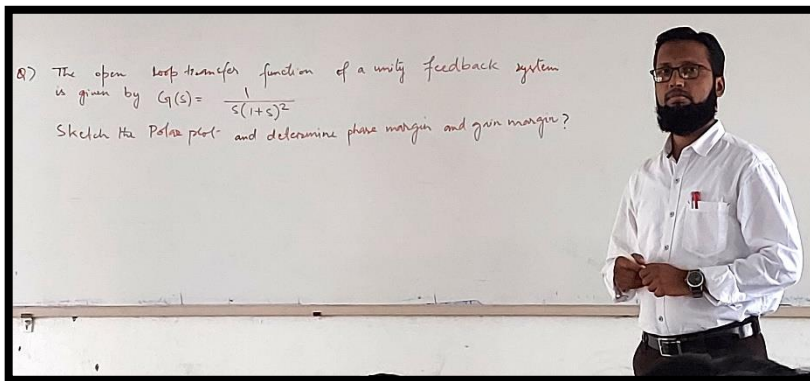 Q) The open loop transfer function of a unity feedback system
is given by G(s) = 1 / s(1+s)²
Sketch the Polar plot and determine phase margin and gain margin?